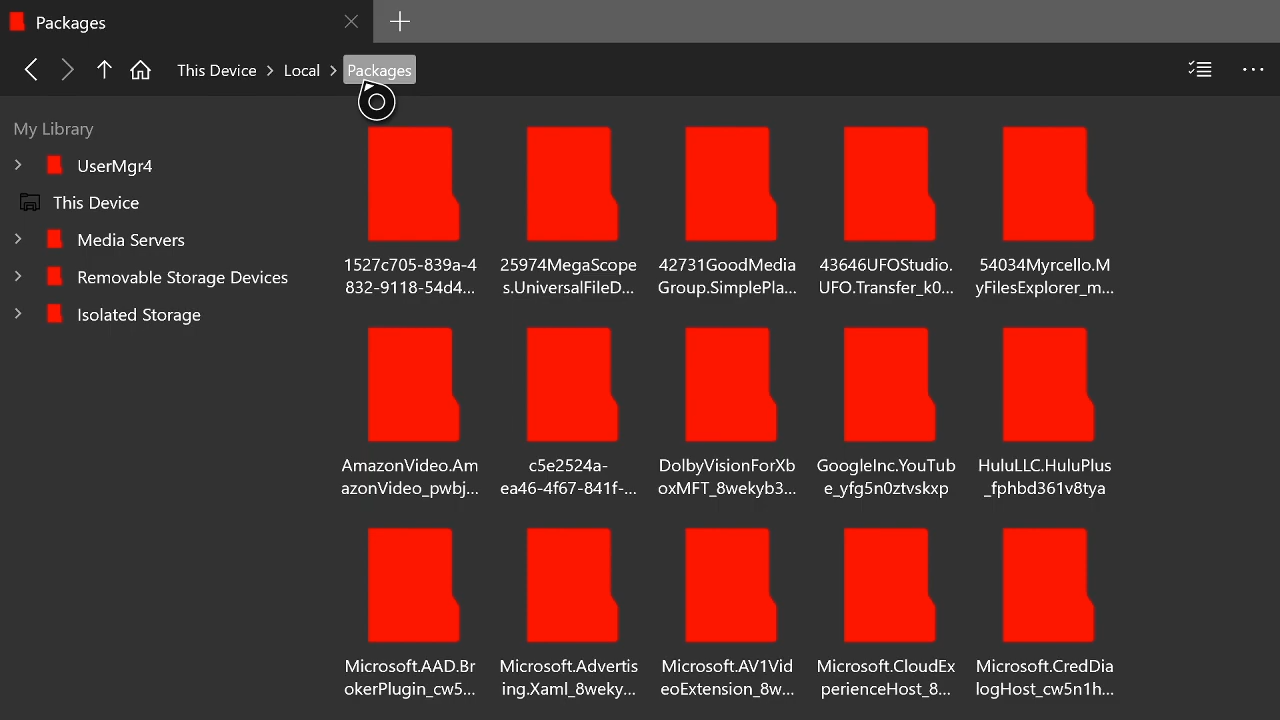 Packages
This Device
Local
Packages
My Library
UserMgr4
This Device
Media Servers
Removable Storage Devices
Isolated Storage
1527c705-839a-4
832-9118-54d4...
25974MegaScope
s.UniversalFileD...
42731GoodMedia
Group.SimplePla...
43646UFOStudio.
UFO.Transfer_k0...
54034Myrcello.M
yFilesExplorer_m...
AmazonVideo.Am
azonVideo_pwbj...
c5e2524a-
ea46-4f67-841f-...
DolbyVisionForXb
oxMFT_8wekyb3...
GoogleInc.YouTub
e_yfg5n0ztvskxp
HuluLLC.HuluPlus
_fphbd361v8tya
Microsoft.AAD.Br
okerPlugin_cw5...
Microsoft.Advertis
ing.Xaml_8weky...
Microsoft.AV1Vid
eoExtension_8w...
Microsoft.CloudEx
perienceHost_8...
Microsoft.CredDia
logHost_cw5n1h...